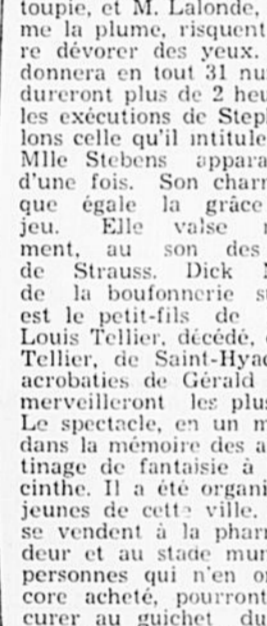 toupie, et M. Lalonde,
me la plume, risquent
re dévorer des yeux.
donnera en tout 31 nu
dureront plus de 2 heu
les exécutions de Step
lons celle qu'il intitule
Mlle Stebens appara
d'une fois. Son charn
que égale la grâce
jeu. Elle valse
ment, au son des
de Strauss. Dick
de la boufonnerie s
est le petit-fils de
Louis Tellier, décédé,
Tellier, de Saint-Hyac
acrobaties de Gérald
merveilleront les plus
Le spectacle, en un m
dans la mémoire des a
tinage de fantaisie à
cinthe. Il a été organi
jeunes de cette ville.
se vendent à la phar
deur et au stade mun
personnes qui n'en o
core acheté, pourront
curer au guichet du